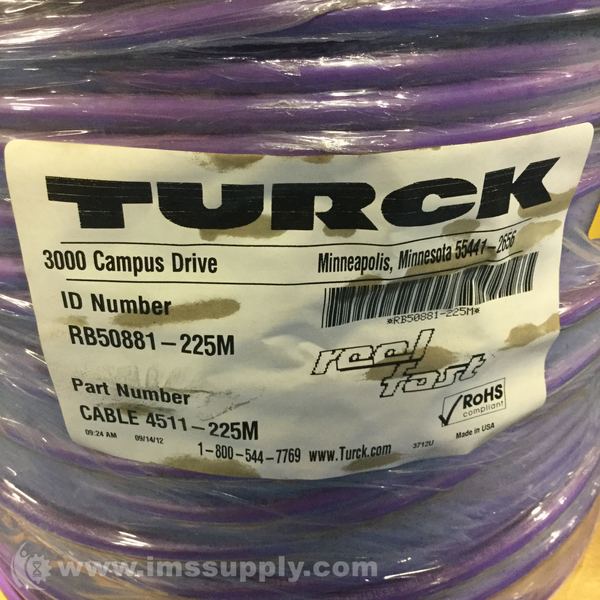 TURCK
3000 Campus Drive Minneapolis, Minnesota 55441-2656
ID Number
RB50881-225M
*RB50881-225M*
reel fast
Part Number
CABLE 4511-225M
RoHS
compliant
09:24 AM 09/14/12
1-800-544-7769 www.Turck.com
3712U
Made in USA
www.imssupply.com